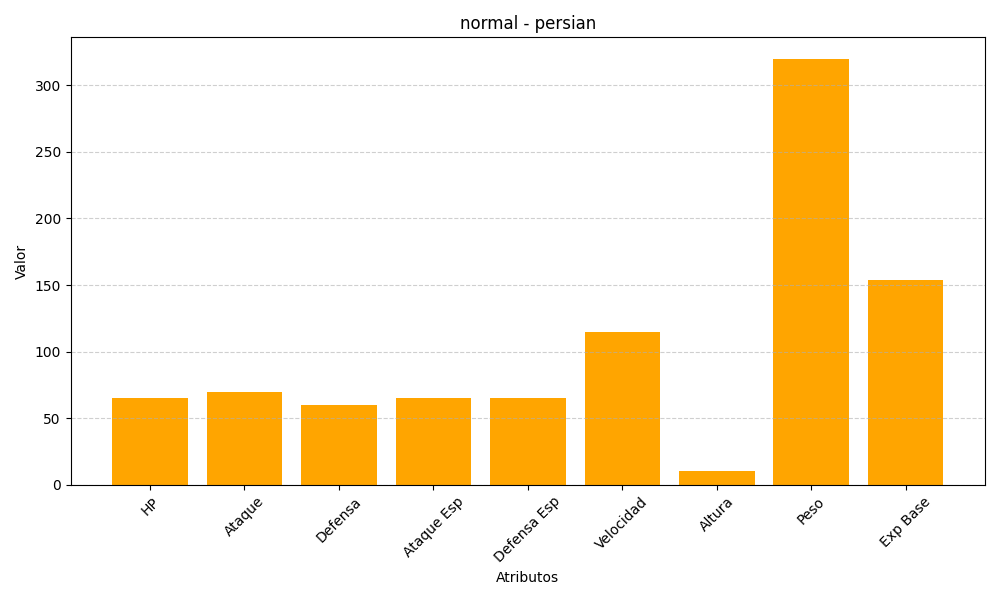 normal - persian
Valor
300
250
200
150
100
50
0
HP
Ataque
Defensa
Ataque Esp
Defensa Esp
Velocidad
Altura
Peso
Exp Base
Atributos